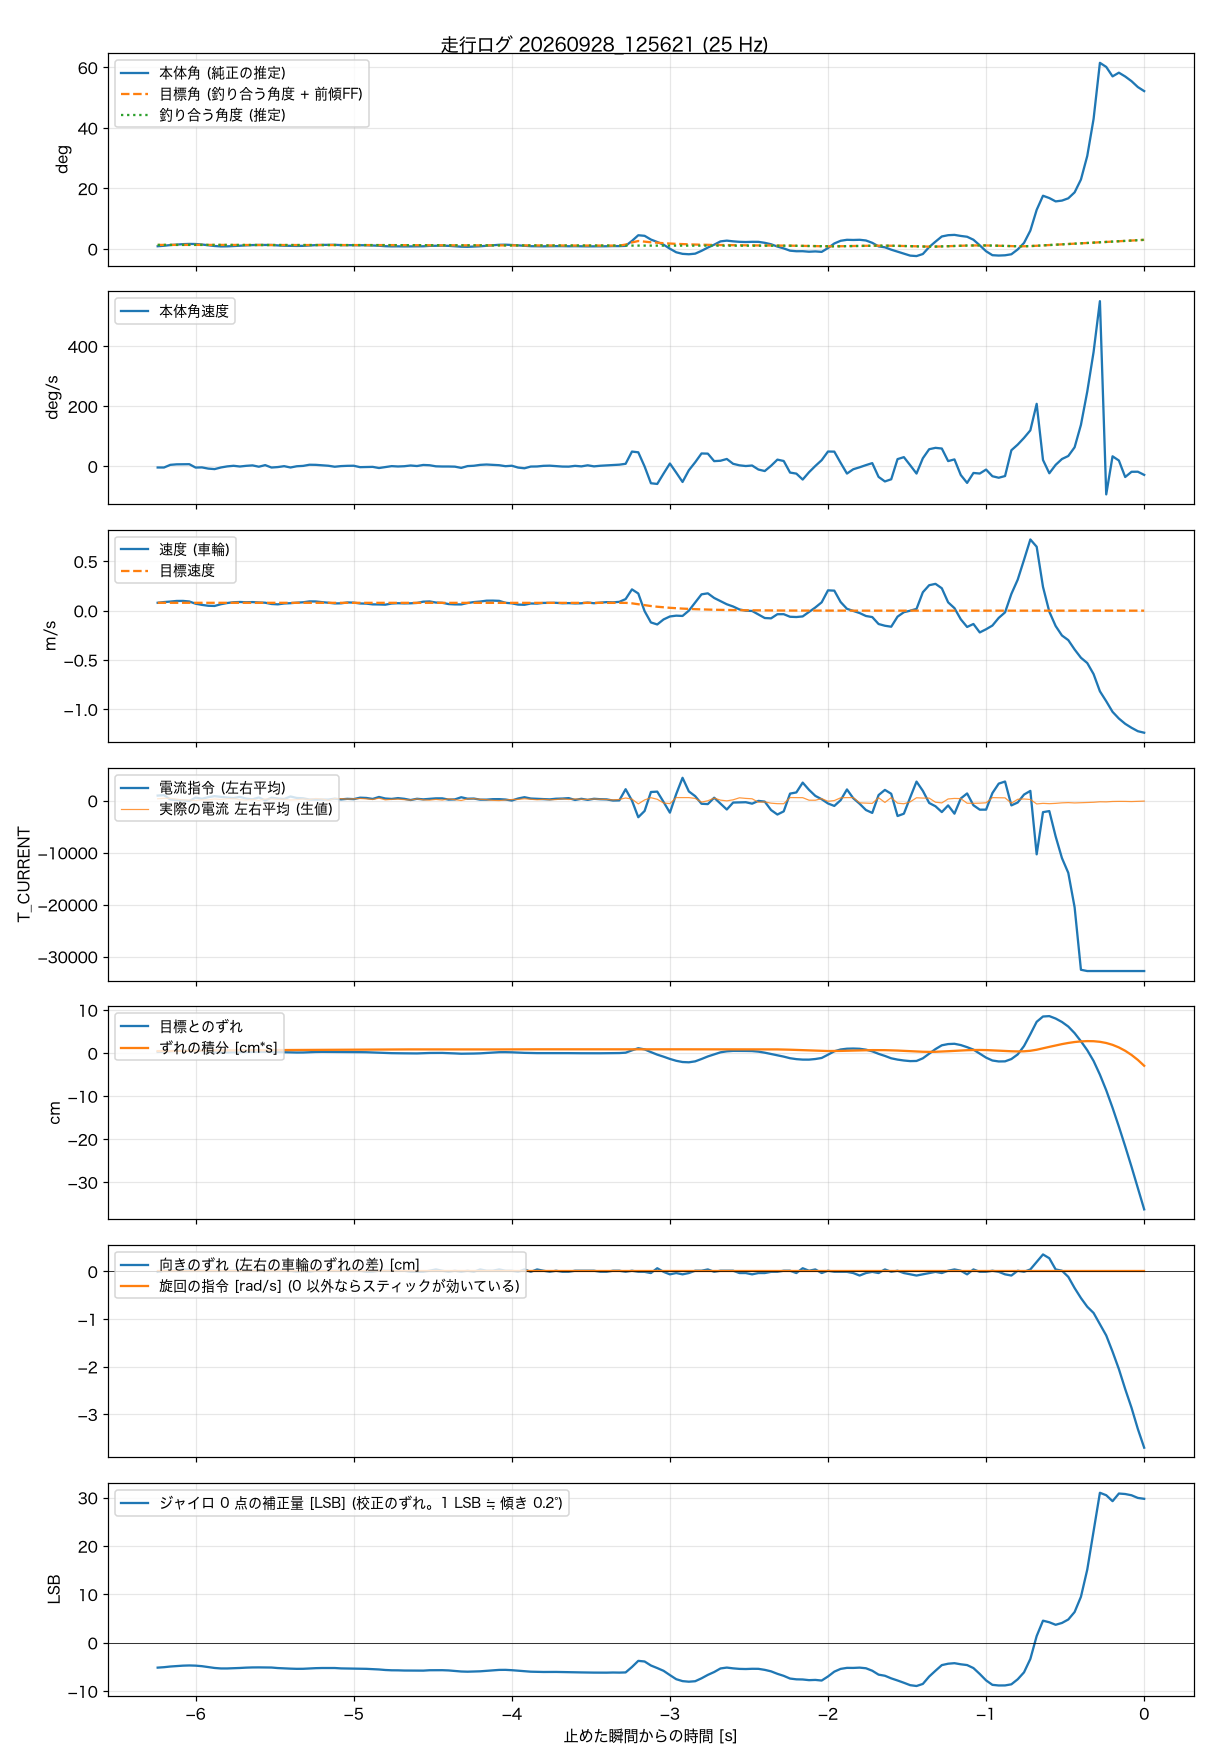 走行ログ 20260928_125621 (25 Hz)
60
40
20
0
deg
本体角 (純正の推定)
目標角 (釣り合う角度 + 前傾FF)
釣り合う角度 (推定)
400
200
0
deg/s
本体角速度
0.5
0.0
−0.5
−1.0
m/s
速度 (車輪)
目標速度
0
−10000
−20000
−30000
T_CURRENT
電流指令 (左右平均)
実際の電流 左右平均 (生値)
10
0
−10
−20
−30
cm
目標とのずれ
ずれの積分 [cm*s]
0
−1
−2
−3
向きのずれ (左右の車輪のずれの差) [cm]
旋回の指令 [rad/s] (0 以外ならスティックが効いている)
30
20
10
0
−10
LSB
ジャイロ 0 点の補正量 [LSB] (校正のずれ。1 LSB ≒ 傾き 0.2°)
−6 −5 −4 −3 −2 −1 0
止めた瞬間からの時間 [s]